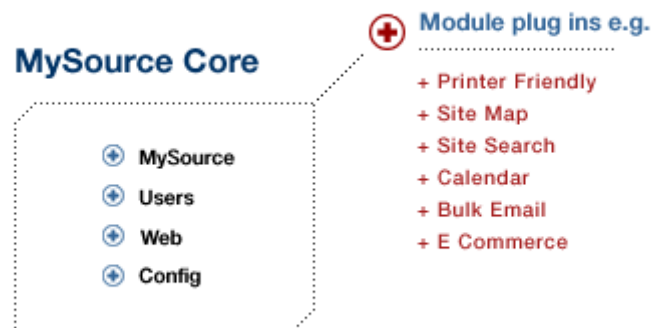 MySource Core
MySource
Users
Web
Config
Module plug ins e.g.
+ Printer Friendly
+ Site Map
+ Site Search
+ Calendar
+ Bulk Email
+ E Commerce